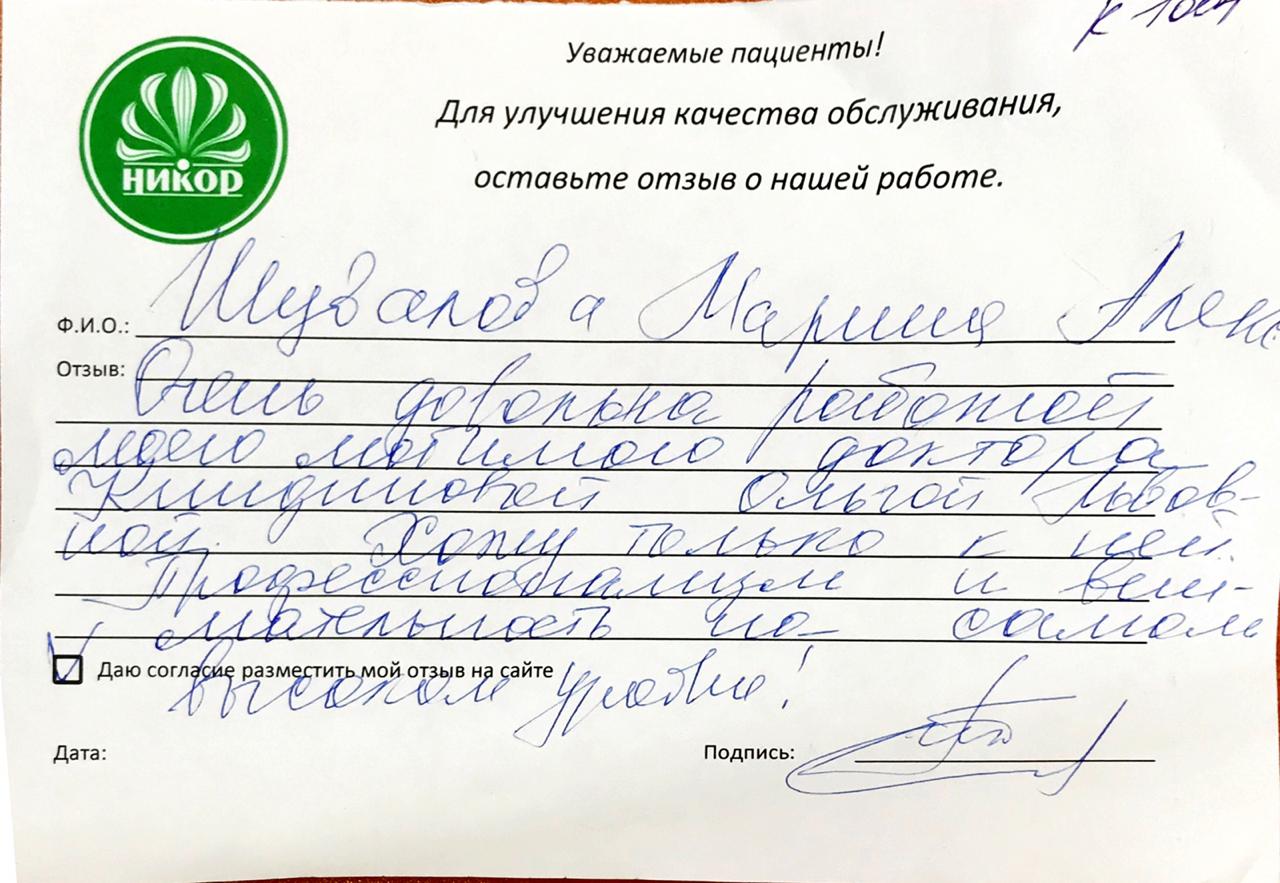 Уважаемые пациенты!
Для улучшения качества обслуживания,
оставьте отзыв о нашей работе.
НИКОР
Ф.И.О.: Шувалова Марина Алекс
Отзыв:
Очень довольна работой
моего любимого доктора
Ольгой Львов-
ной. Хожу только к ней.
Профессионализм и вни-
мательность на самом
Даю согласие разместить мой отзыв на сайте
высоком уровне!
Дата:
Подпись: